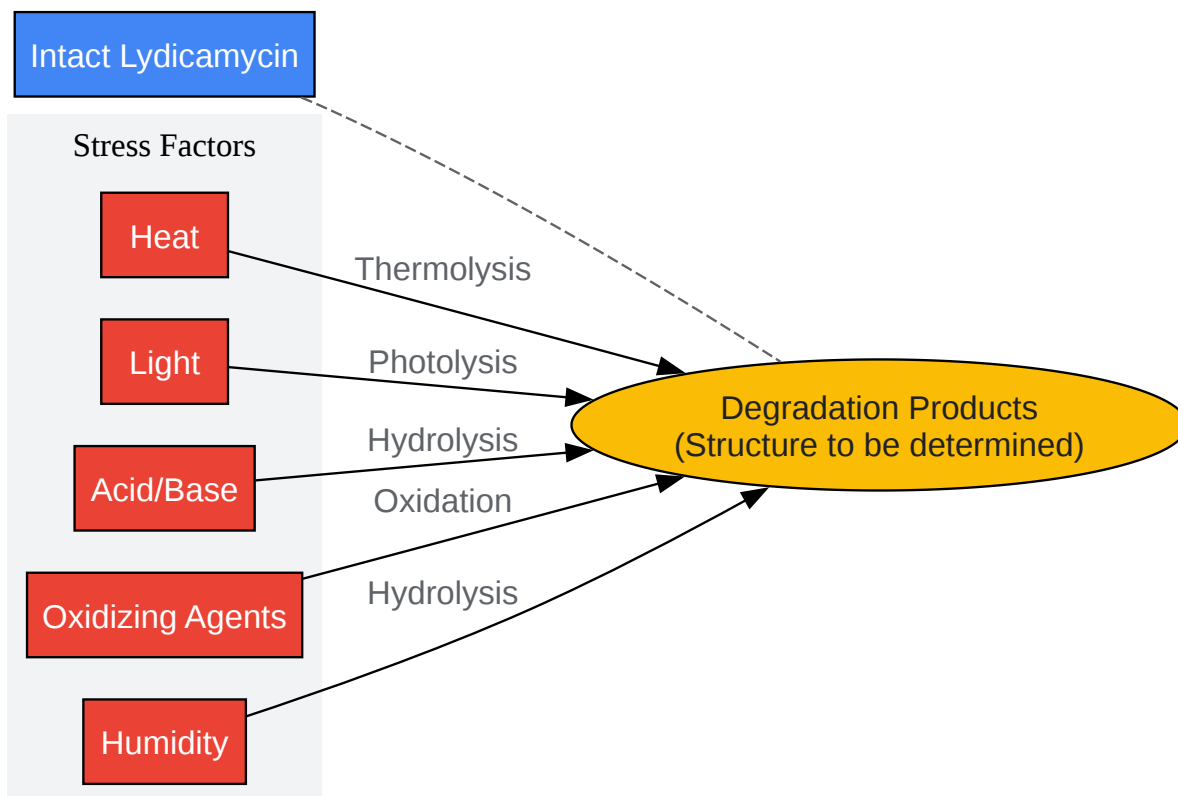 Intact Lydicamycin
Stress Factors
Heat
Thermolysis
Light
Photolysis
Acid/Base
Hydrolysis
Oxidizing Agents
Oxidation
Humidity
Hydrolysis
Degradation Products
(Structure to be determined)